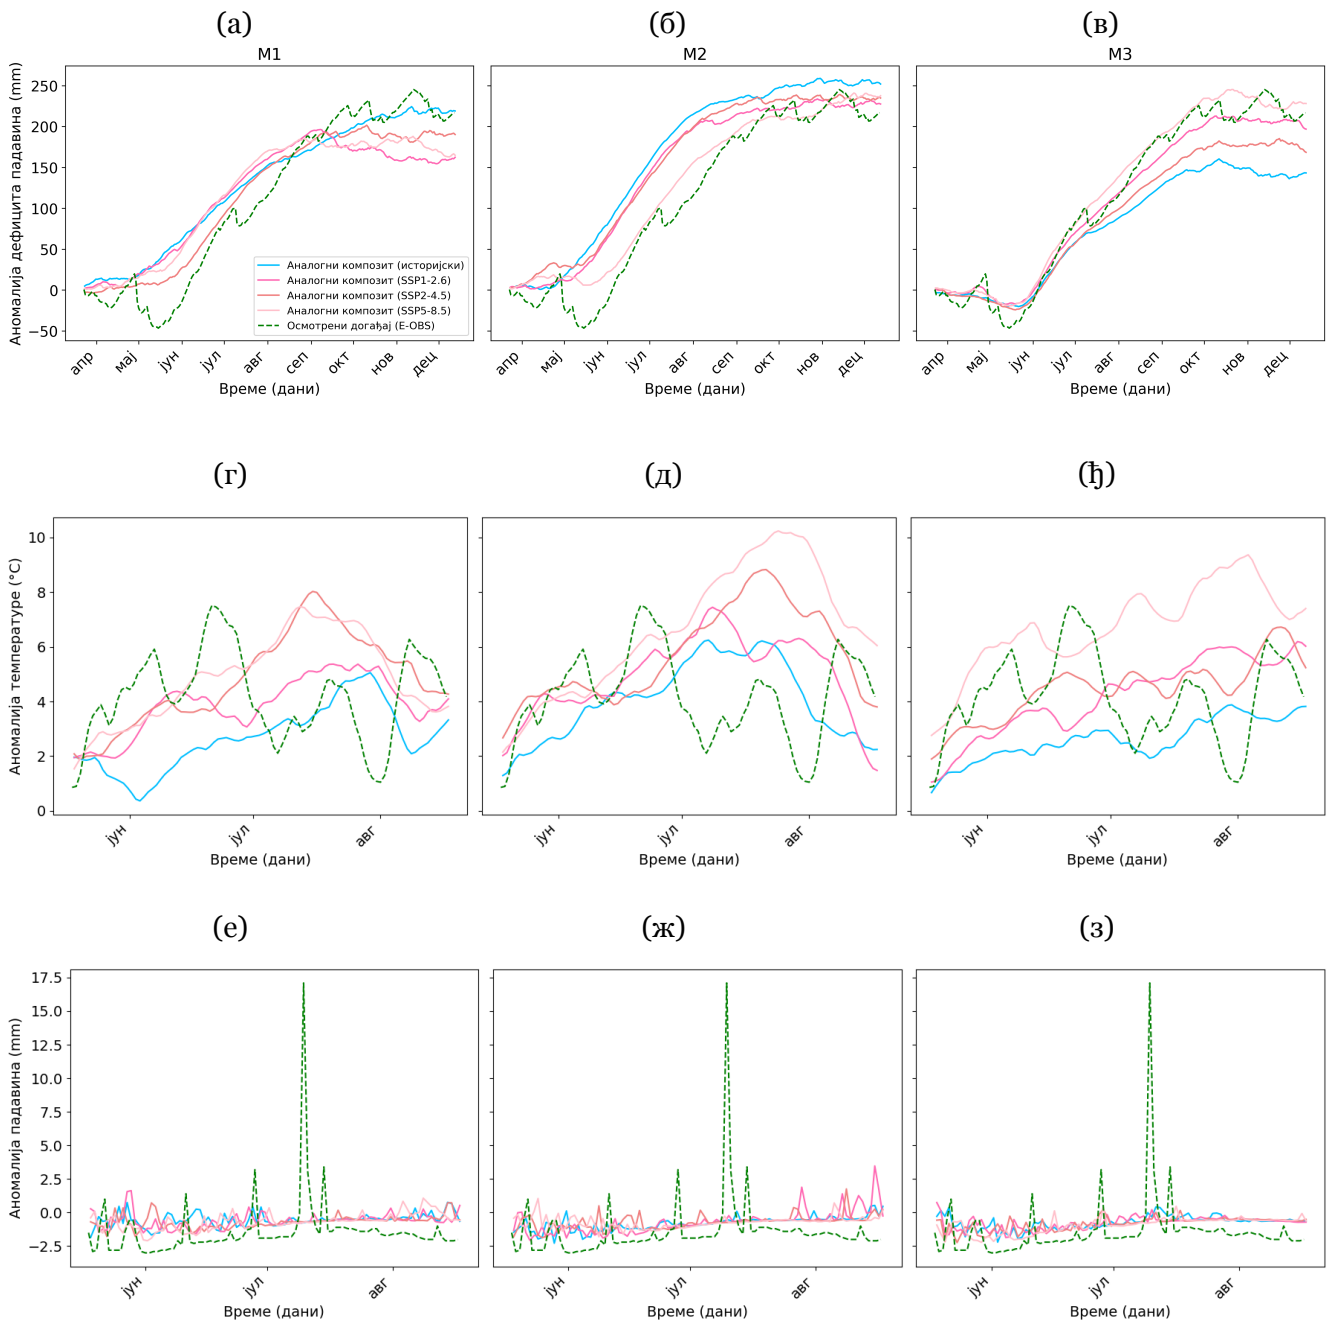 (а) (б) (в)
М1 М2 М3
Аномалија дефицита падавина (mm)
250
200
150
100
50
0
−50
Аналогни композит (историјски)
Аналогни композит (SSP1-2.6)
Аналогни композит (SSP2-4.5)
Аналогни композит (SSP5-8.5)
Осмотрени догађај (E-OBS)
апр мај јун јул авг сеп окт нов дец апр мај јун јул авг сеп окт нов дец апр мај јун јул авг сеп окт нов дец
Време (дани) Време (дани) Време (дани)
(г) (д) (ђ)
Аномалија температуре (°C)
10
8
6
4
2
0
јун јул авг јун јул авг јун јул авг
Време (дани) Време (дани) Време (дани)
(е) (ж) (з)
Аномалија падавина (mm)
17.5
15.0
12.5
10.0
7.5
5.0
2.5
0.0
−2.5
јун јул авг јун јул авг јун јул авг
Време (дани) Време (дани) Време (дани)